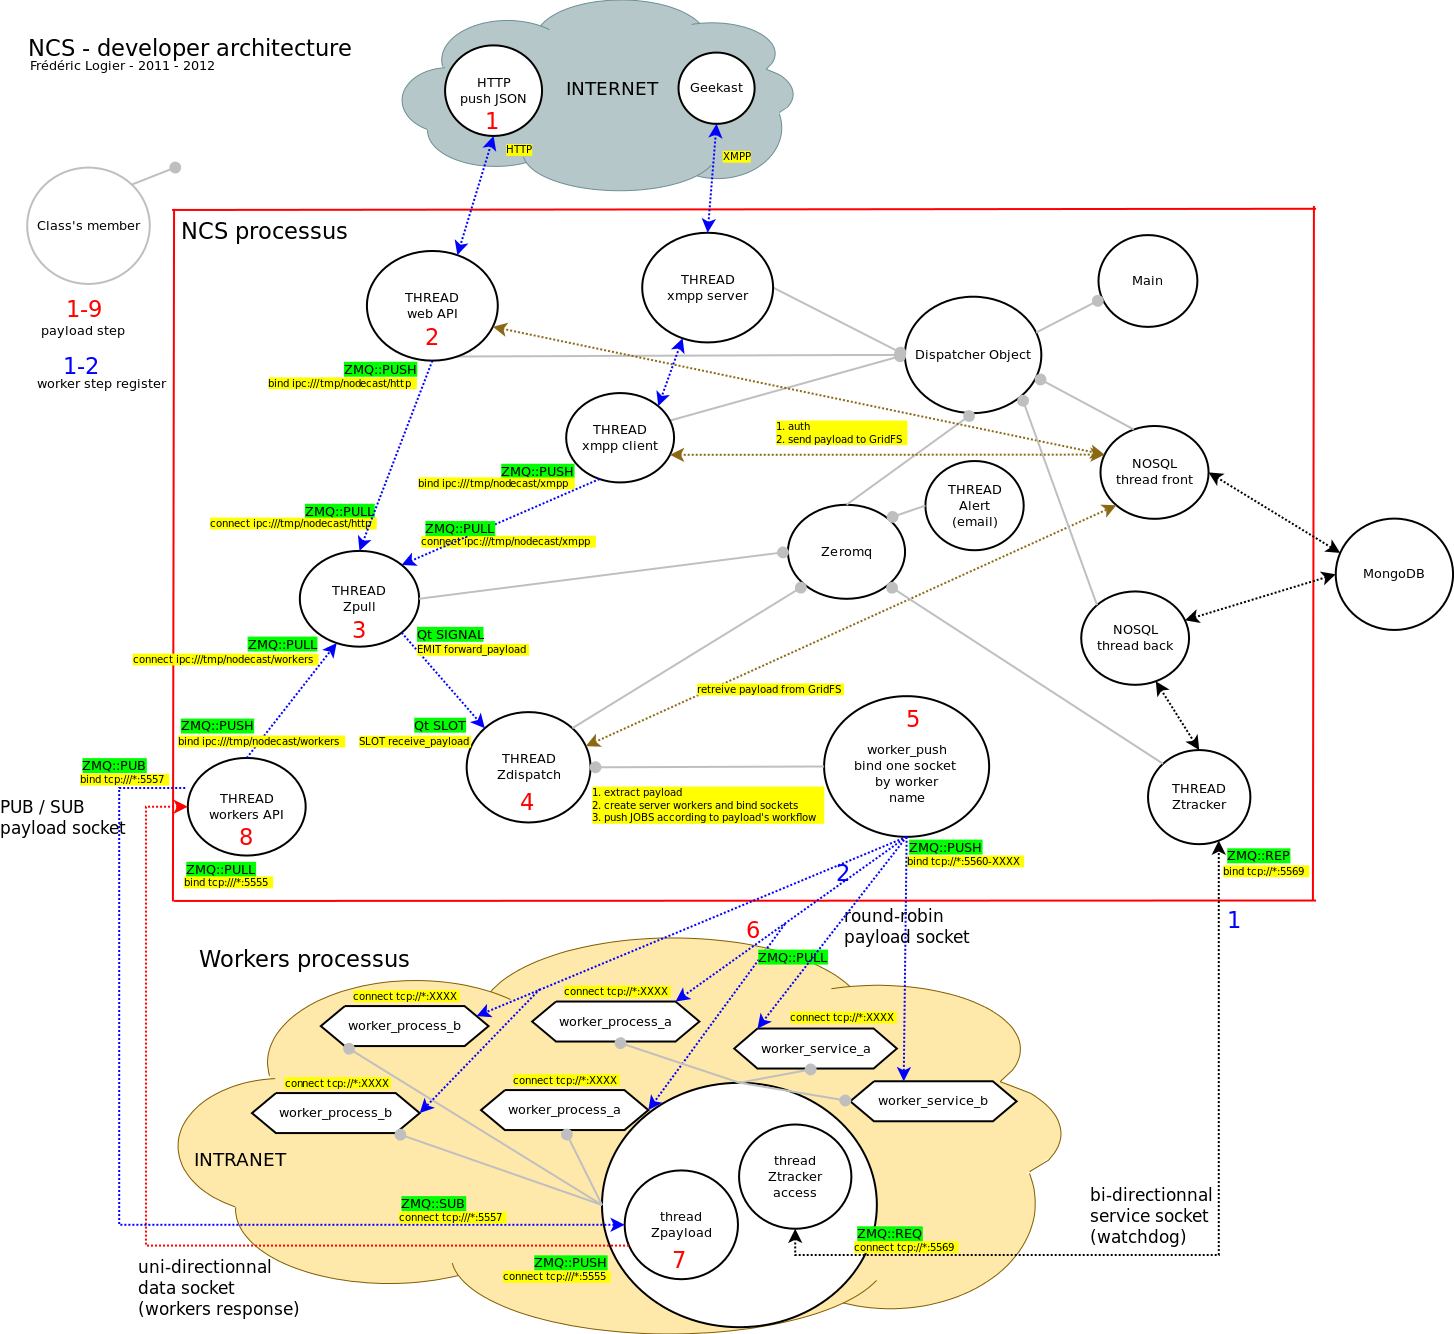 NCS - developer architecture
Frédéric Logier - 2011 - 2012
HTTP
push JSON
1
INTERNET
Geekast
HTTP
XMPP
Class's member
1-9
payload step
1-2
worker step register
NCS processus
THREAD
web API
2
THREAD
xmpp server
Main
Dispatcher Object
ZMQ::PUSH
bind ipc:///tmp/nodecast/http
THREAD
xmpp client
1. auth
2. send payload to GridFS
ZMQ::PUSH
bind ipc:///tmp/nodecast/xmpp
NOSQL
thread front
THREAD
Alert
(email)
ZMQ::PULL
connect ipc:///tmp/nodecast/http
ZMQ::PULL
connect ipc:///tmp/nodecast/xmpp
Zeromq
MongoDB
THREAD
Zpull
3
NOSQL
thread back
ZMQ::PULL
connect ipc:///tmp/nodecast/workers
Qt SIGNAL
EMIT forward_payload
retreive payload from GridFS
ZMQ::PUSH
bind ipc:///tmp/nodecast/workers
Qt SLOT
SLOT receive_payload
THREAD
Zdispatch
4
5
worker_push
bind one socket
by worker
name
ZMQ::PUB
bind tcp:///*:5557
PUB / SUB
payload socket
THREAD
workers API
8
1. extract payload
2. create server workers and bind sockets
3. push JOBS according to payload's workflow
THREAD
Ztracker
ZMQ::PULL
bind tcp:///*:5555
ZMQ::PUSH
bind tcp://*:5560-XXXX
ZMQ::REP
bind tcp://*:5569
2
1
6
round-robin
payload socket
ZMQ::PULL
Workers processus
connect tcp://*:XXXX
worker_process_b
connect tcp://*:XXXX
worker_process_a
connect tcp://*:XXXX
worker_service_a
connect tcp://*:XXXX
worker_process_b
connect tcp://*:XXXX
worker_process_a
worker_service_b
INTRANET
thread
Ztracker
access
ZMQ::SUB
connect tcp:///*:5557
thread
Zpayload
7
ZMQ::REQ
connect tcp://*:5569
bi-directionnal
service socket
(watchdog)
ZMQ::PUSH
connect tcp:///*:5555
uni-directionnal
data socket
(workers response)